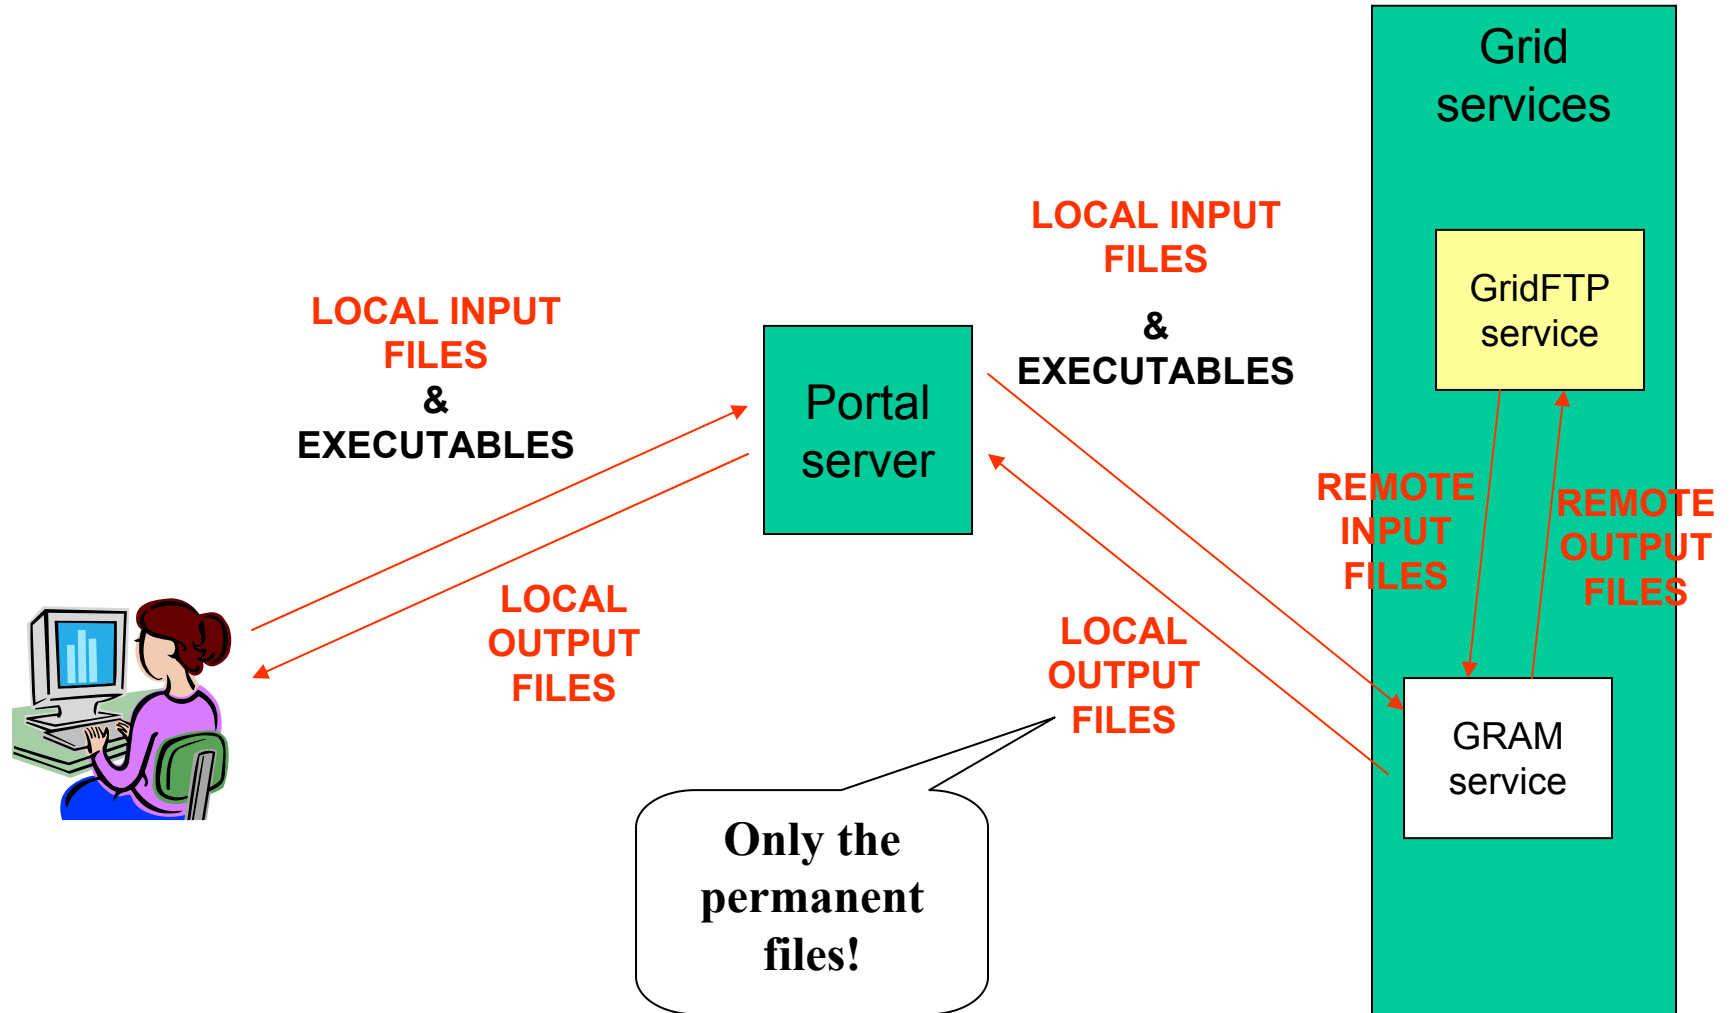 Grid
services
LOCAL INPUT
FILES
&
EXECUTABLES
LOCAL INPUT
FILES
&
EXECUTABLES
GridFTP
service
Portal
server
REMOTE
INPUT
FILES
REMOTE
OUTPUT
FILES
LOCAL
OUTPUT
FILES
LOCAL
OUTPUT
FILES
GRAM
service
Only the
permanent
files!